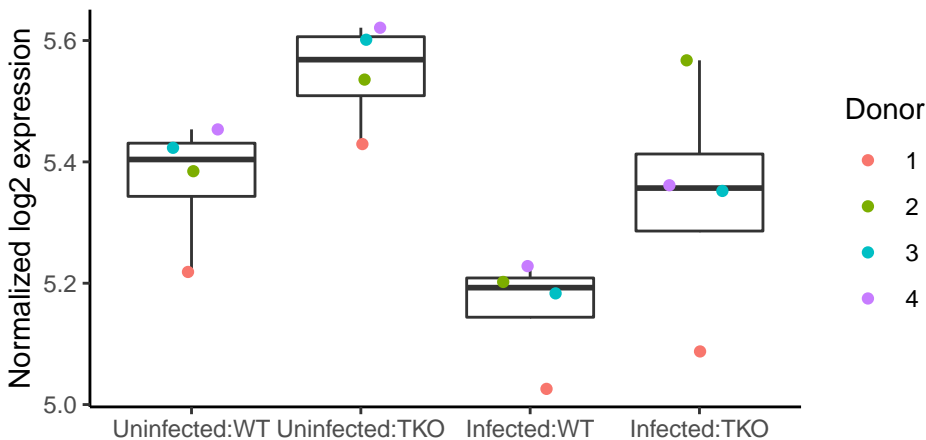 Normalized log2 expression
5.6
5.4
5.2
5.0
Uninfected:WT
Uninfected:TKO
Infected:WT
Infected:TKO
Donor
1
2
3
4